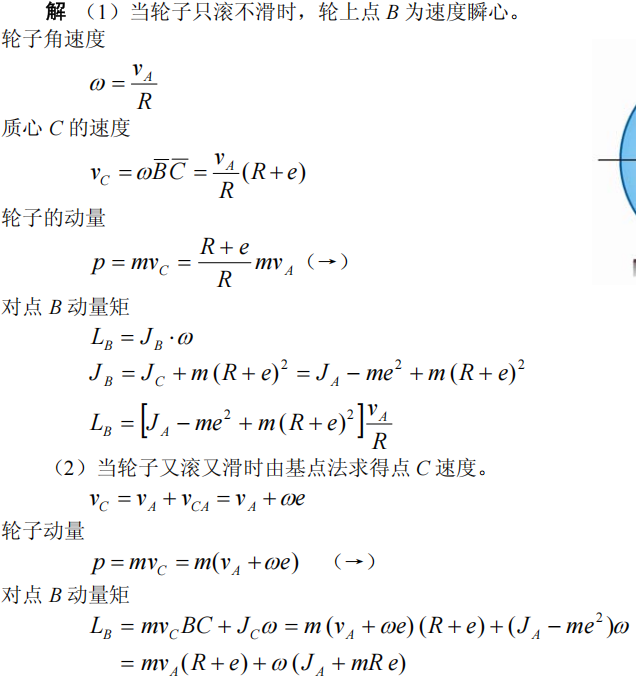 解 （1）当轮子只滚不滑时，轮上点 B 为速度瞬心。
轮子角速度
ω = v_A / R
质心 C 的速度
v_C = ωB̅C̅ = (v_A / R)(R + e)
轮子的动量
p = mv_C = ((R + e) / R) mv_A（→）
对点 B 动量矩
L_B = J_B · ω
J_B = J_C + m(R + e)² = J_A − me² + m(R + e)²
L_B = [J_A − me² + m(R + e)²] v_A / R
（2）当轮子又滚又滑时由基点法求得点 C 速度。
v_C = v_A + v_CA = v_A + ωe
轮子动量
p = mv_C = m(v_A + ωe) （→）
对点 B 动量矩
L_B = mv_C BC + J_C ω = m(v_A + ωe)(R + e) + (J_A − me²)ω
= mv_A(R + e) + ω(J_A + mRe)